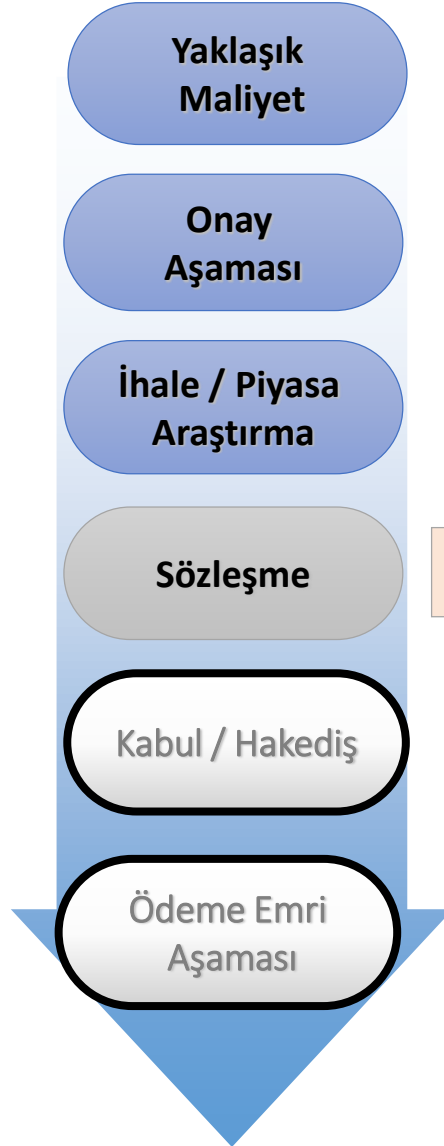 Yaklaşık
Maliyet
Onay
Aşaması
İhale / Piyasa
Araştırma
Sözleşme
Kabul / Hakediş
Ödeme Emri
Aşaması